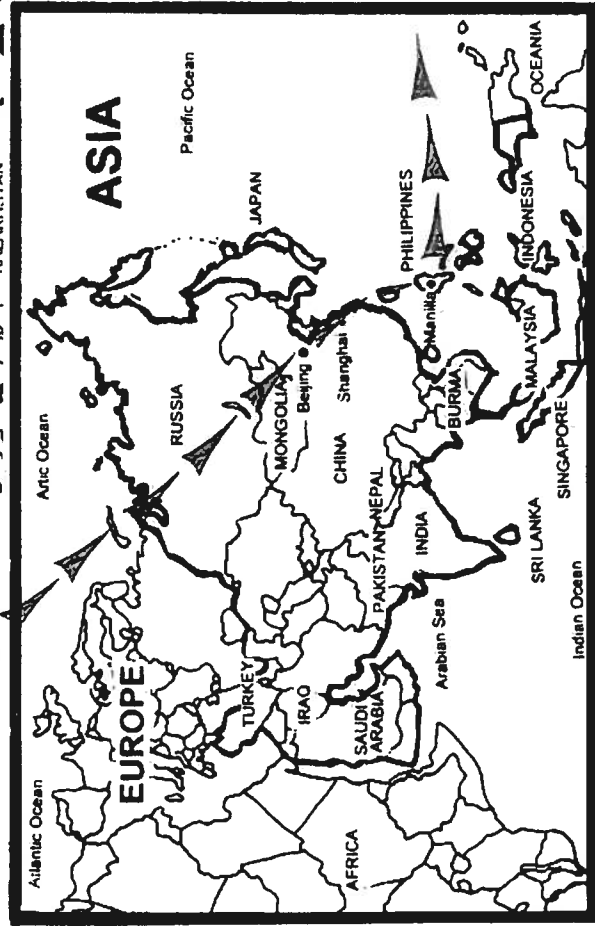 Atlantic Ocean
Artic Ocean
ASIA
EUROPE
RUSSIA
Pacific Ocean
TURKEY
MONGOLIA
JAPAN
IRAQ
Beijing
CHINA
Shanghai
AFRICA
SAUDI
ARABIA
PAKISTAN
NEPAL
PHILIPPINES
INDIA
Manilla
Arabian Sea
BURMA
MALAYSIA
INDONESIA
OCEANIA
SRI LANKA
SINGAPORE
Indian Ocean